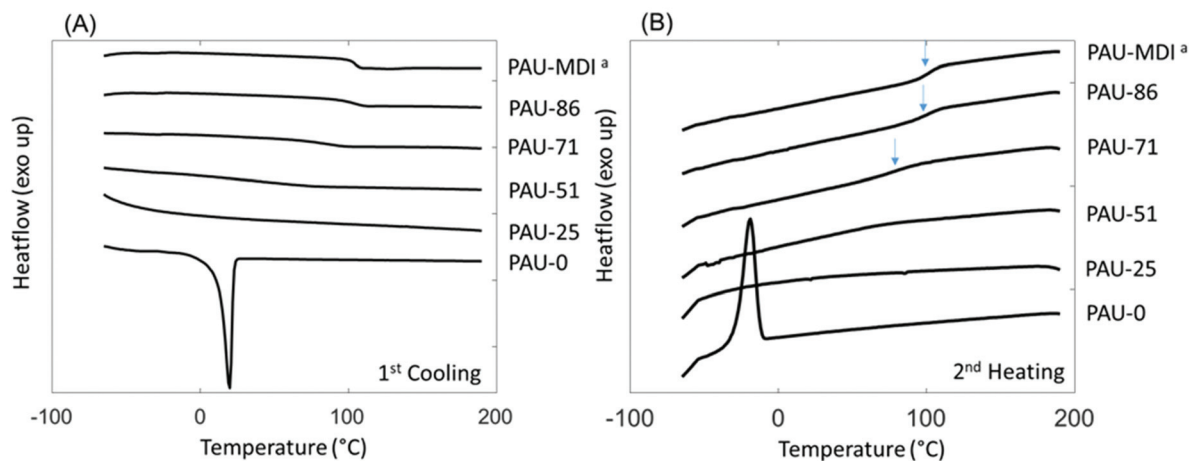 (A)
Heatflow (exo up)
PAU-MDI ᵃ
PAU-86
PAU-71
PAU-51
PAU-25
PAU-0
1ˢᵗ Cooling
-100
0
100
200
Temperature (°C)
(B)
Heatflow (exo up)
PAU-MDI ᵃ
PAU-86
PAU-71
PAU-51
PAU-25
PAU-0
2ⁿᵈ Heating
-100
0
100
200
Temperature (°C)